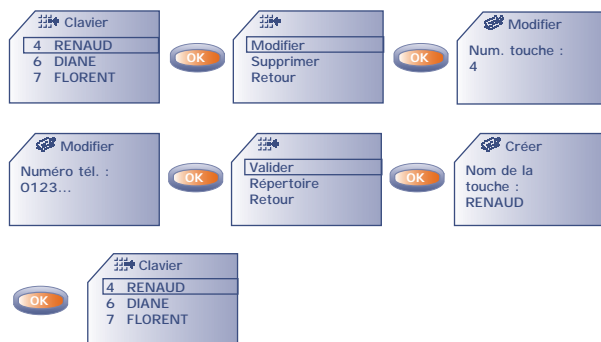 Clavier
4 RENAUD
6 DIANE
7 FLORENT
OK
Modifier
Supprimer
Retour
OK
Modifier
Num. touche :
4
Modifier
Numéro tél. :
0123...
OK
Valider
Répertoire
Retour
OK
Créer
Nom de la
touche :
RENAUD
OK
Clavier
4 RENAUD
6 DIANE
7 FLORENT